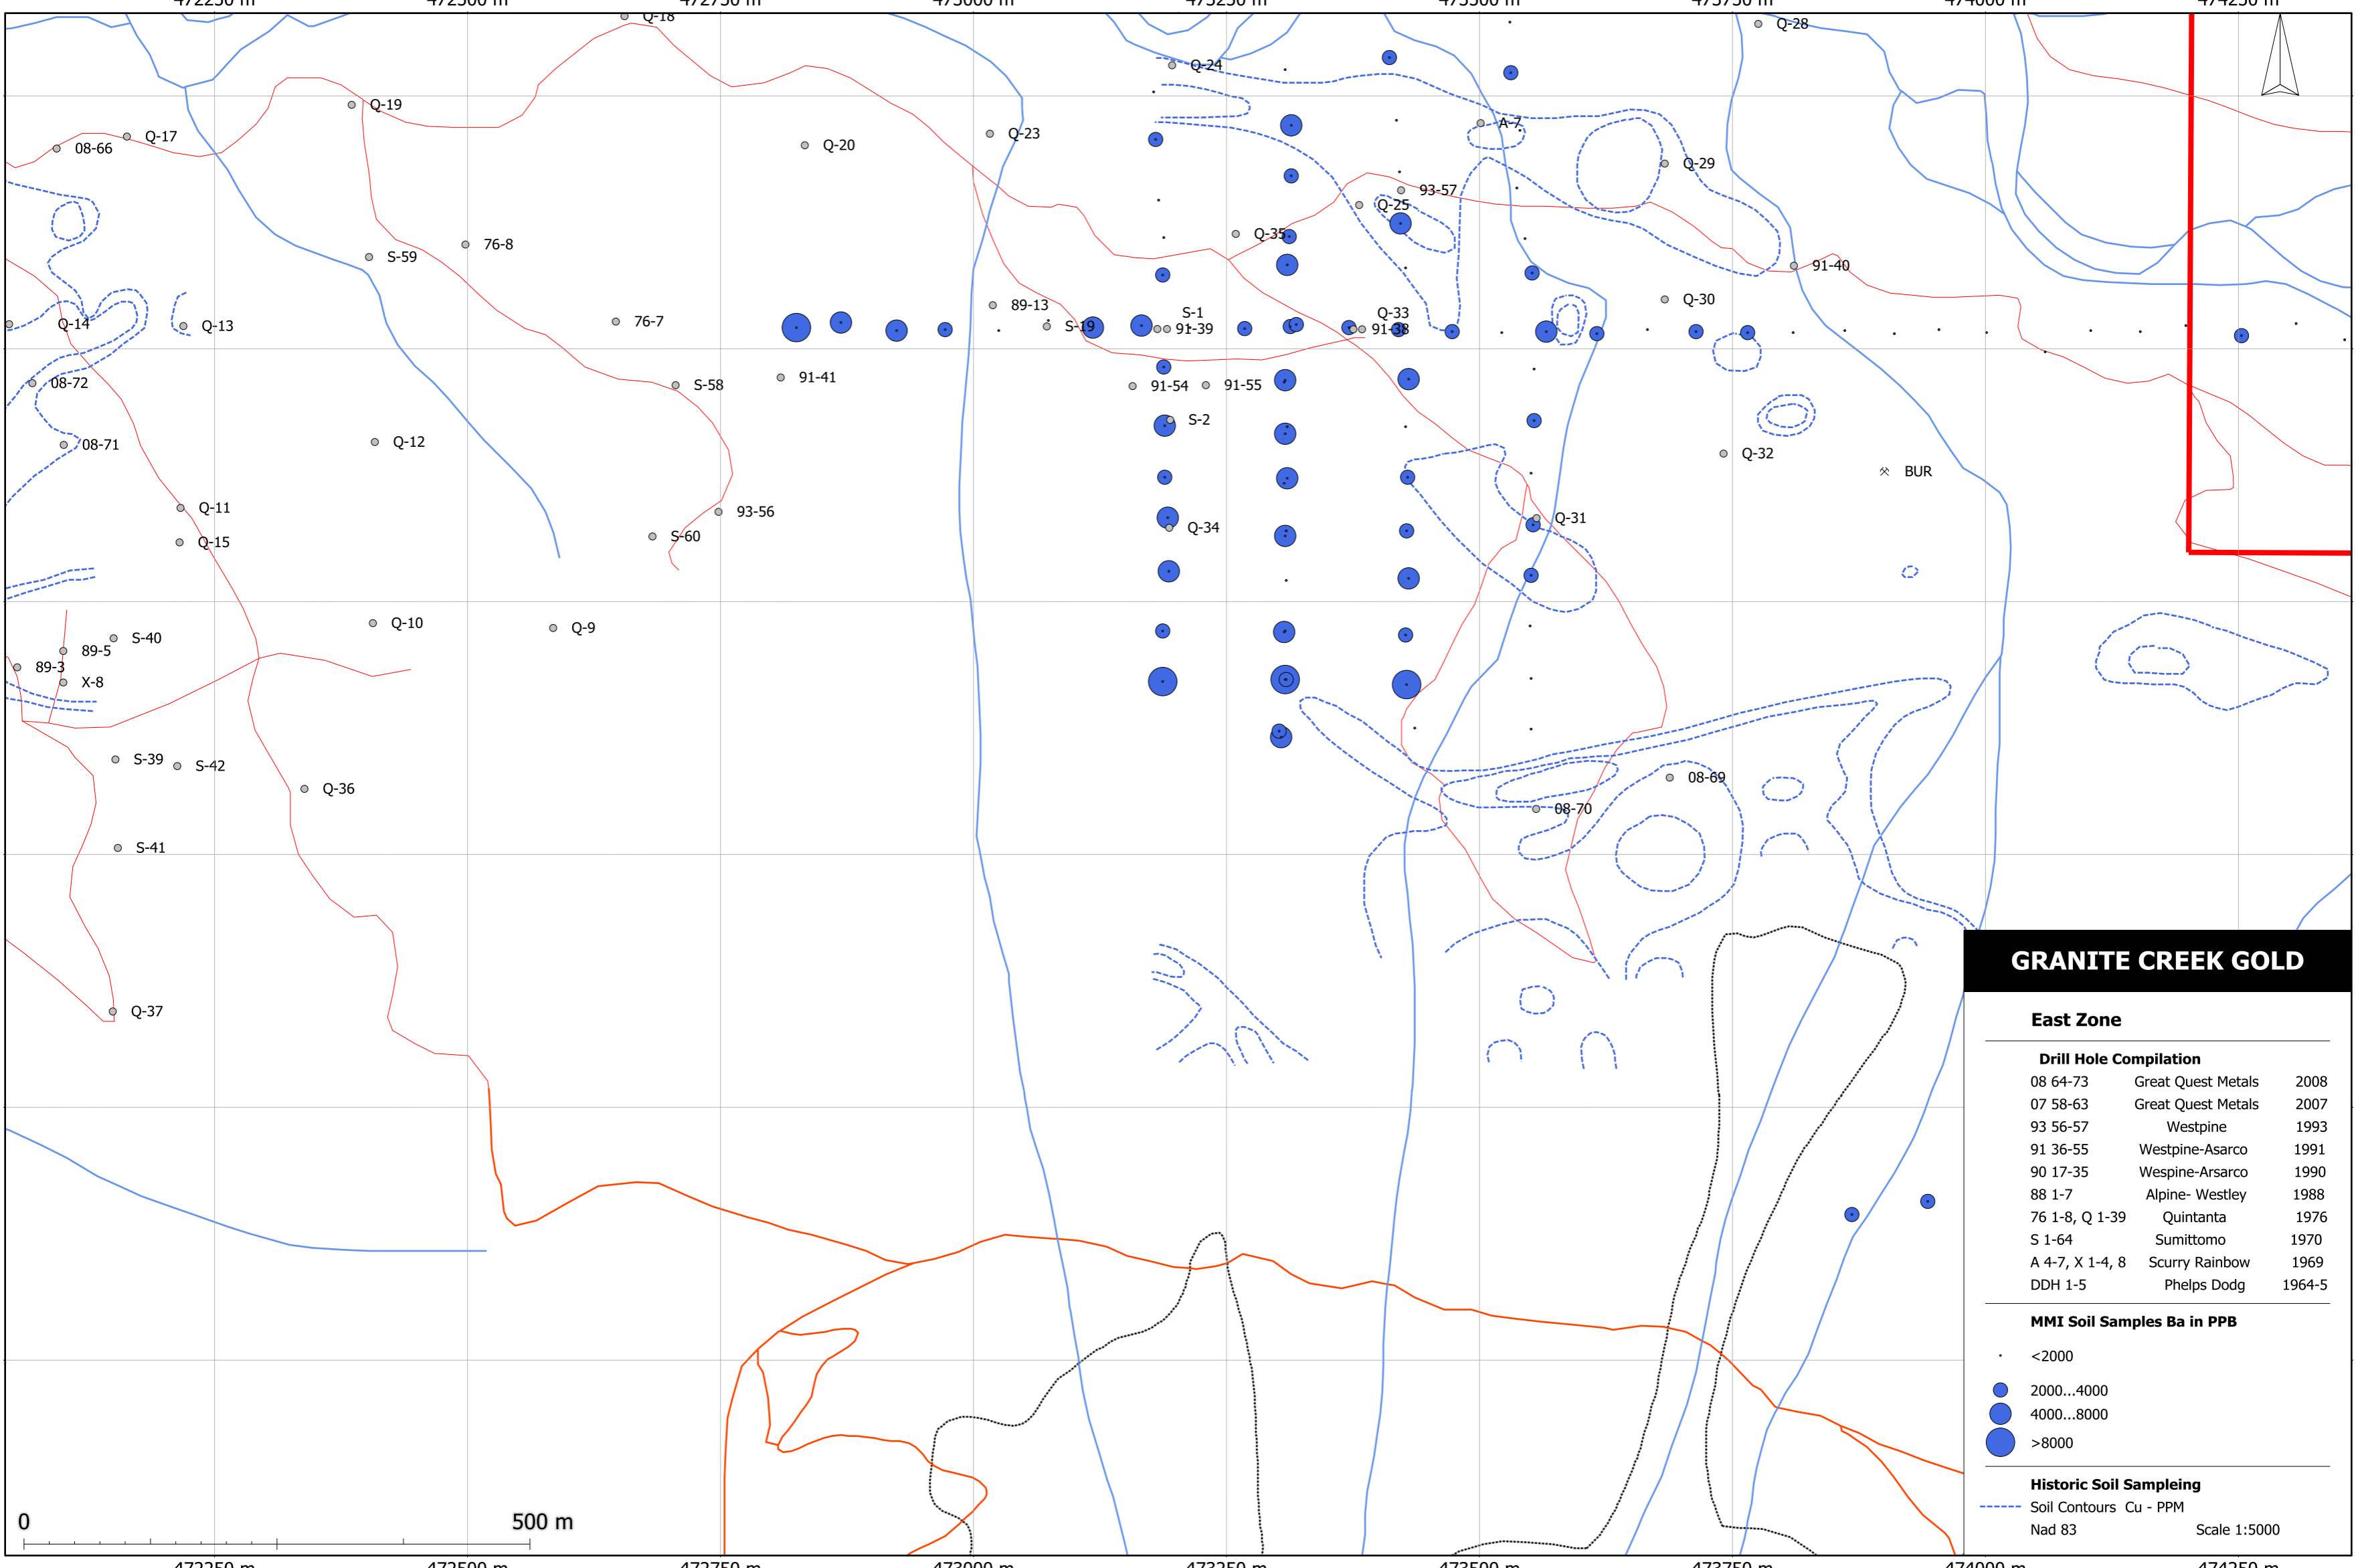 472250 m 472500 m 472750 m 473000 m 473250 m 473500 m 473750 m 474000 m 474250 m
Q-18
Q-28
Q-24
Q-19
A-7
Q-17
Q-23
08-66
Q-20
Q-29
93-57
Q-25
Q-35
76-8
S-59
91-40
Q-30
89-13
S-1
Q-33
76-7
Q-14
Q-13
S-19
91-39
91-38
91-41
08-72
S-58
91-54
91-55
S-2
Q-12
08-71
Q-32
BUR
Q-11
93-56
Q-31
Q-34
S-60
Q-15
Q-10
Q-9
S-40
89-5
89-3
X-8
S-39
S-42
08-69
Q-36
08-70
S-41
Q-37
GRANITE CREEK GOLD
East Zone
Drill Hole Compilation
08 64-73 Great Quest Metals 2008
07 58-63 Great Quest Metals 2007
93 56-57 Westpine 1993
91 36-55 Westpine-Asarco 1991
90 17-35 Wespine-Arsarco 1990
88 1-7 Alpine- Westley 1988
76 1-8, Q 1-39 Quintanta 1976
S 1-64 Sumittomo 1970
A 4-7, X 1-4, 8 Scurry Rainbow 1969
DDH 1-5 Phelps Dodg 1964-5
MMI Soil Samples Ba in PPB
<2000
2000...4000
4000...8000
>8000
Historic Soil Sampleing
Soil Contours Cu - PPM
Nad 83 Scale 1:5000
0 500 m
472250 m 472500 m 472750 m 473000 m 473250 m 473500 m 473750 m 474000 m 474250 m